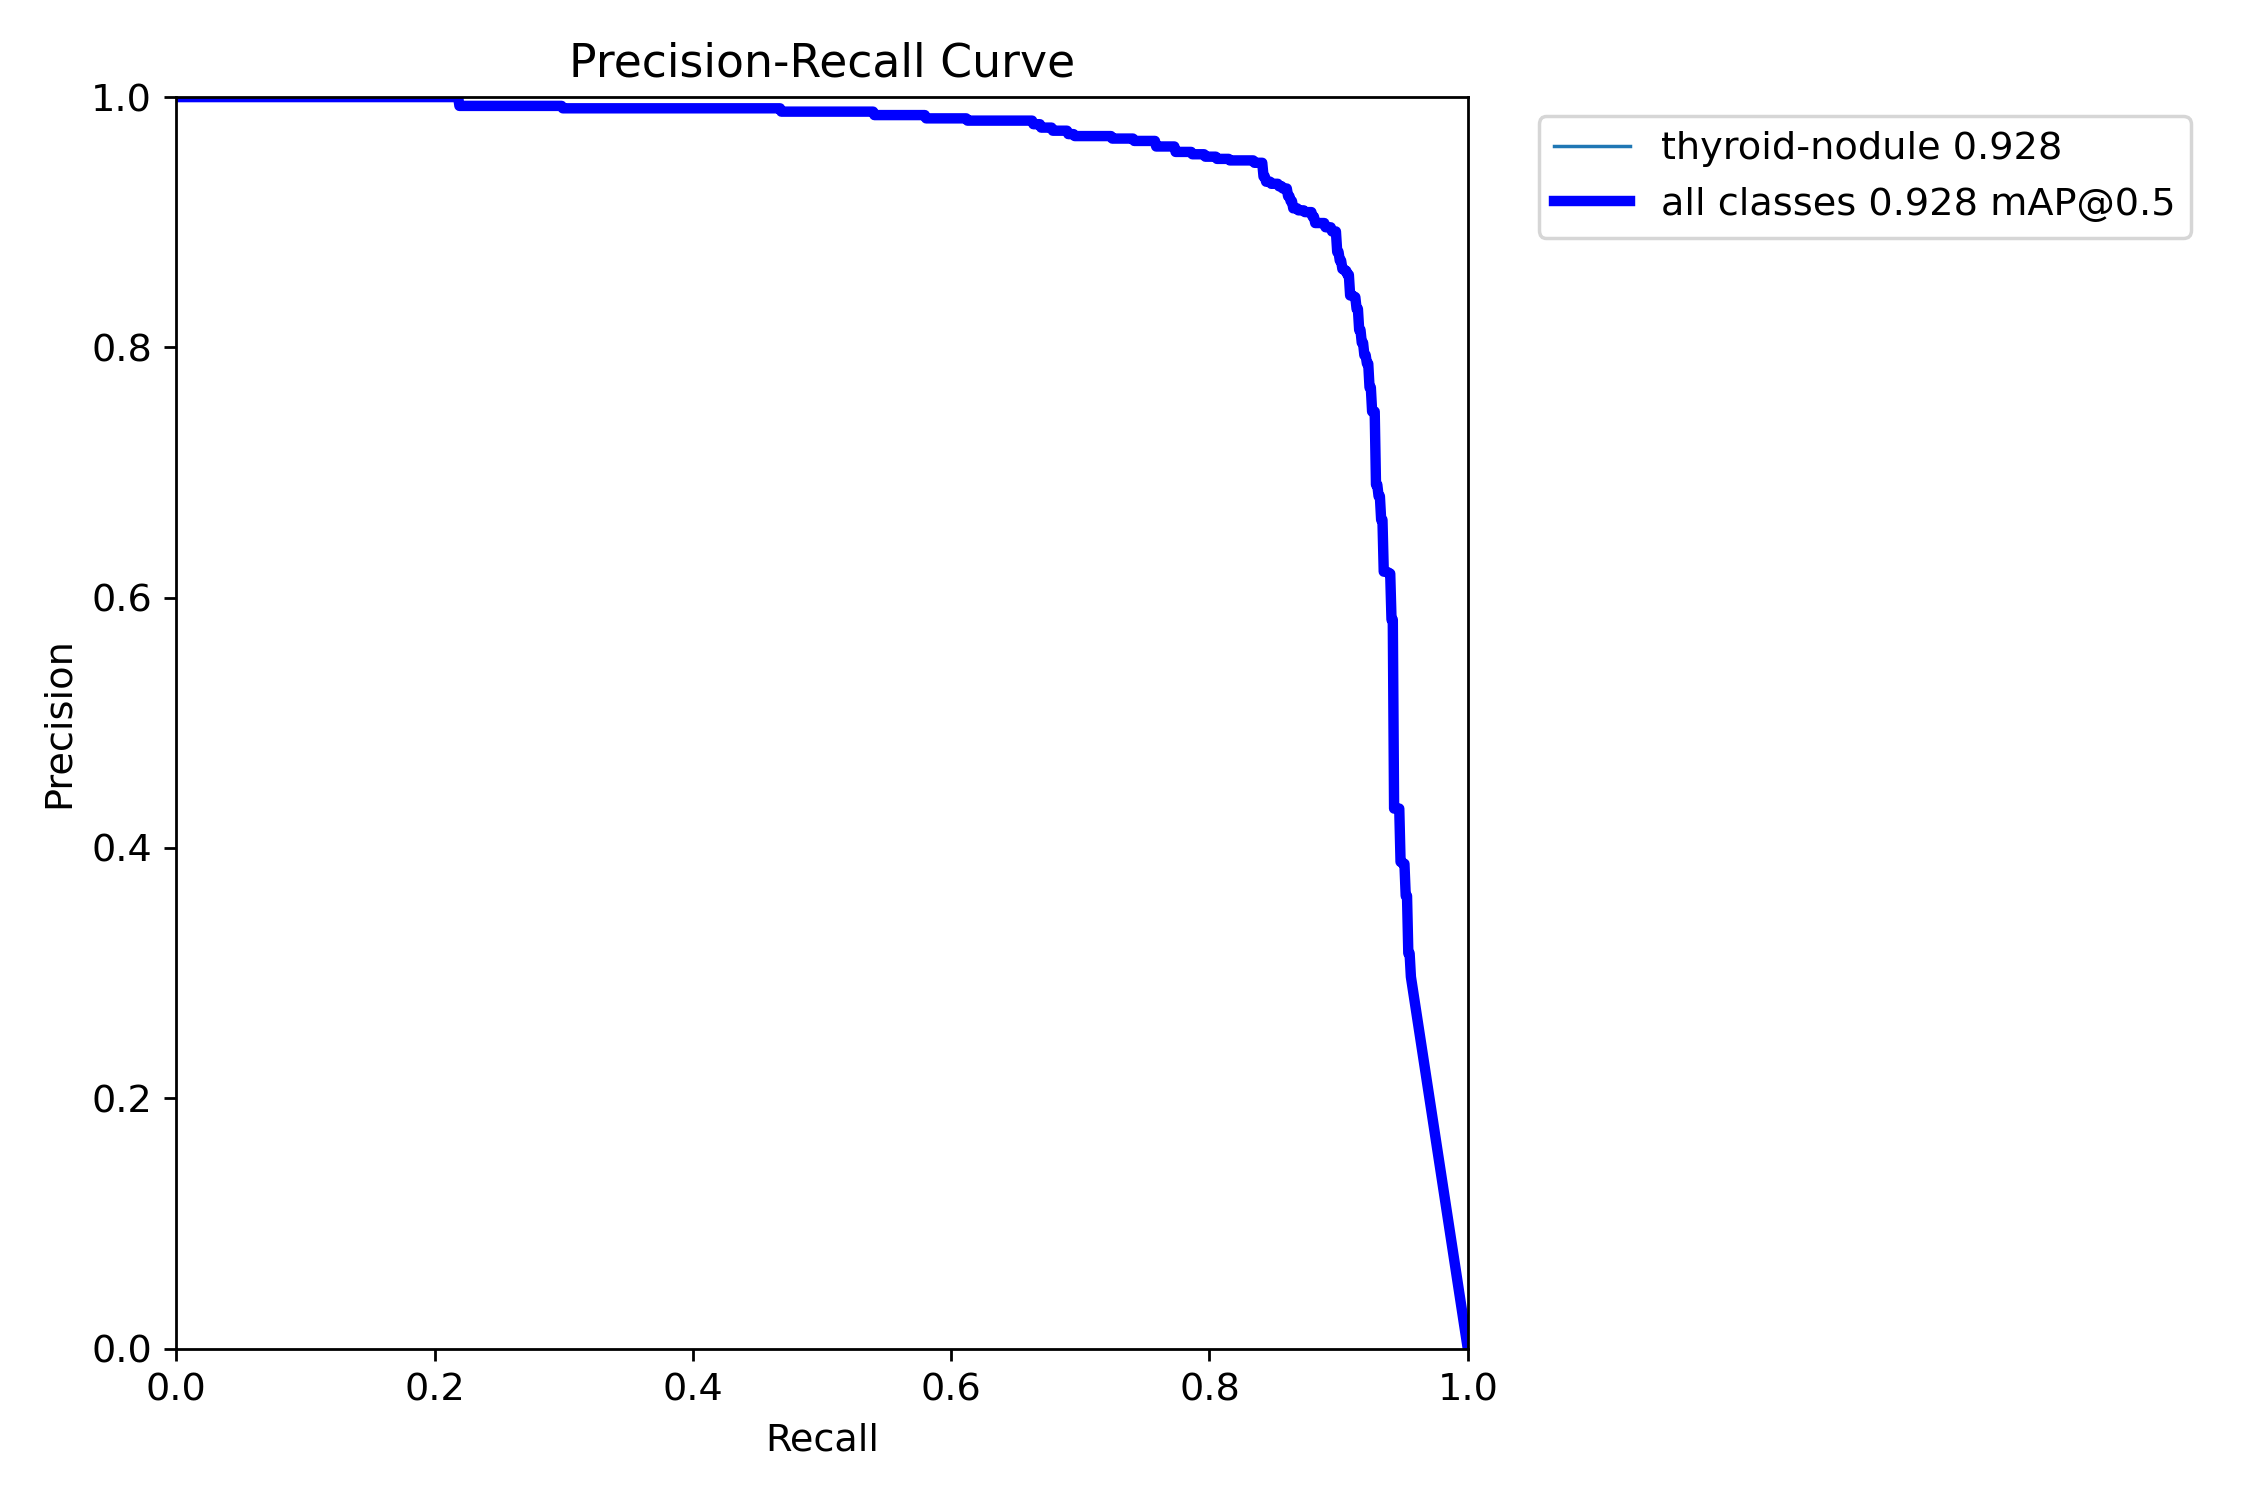 Precision-Recall Curve
1.0
0.8
0.6
0.4
0.2
0.0
Precision
0.0 0.2 0.4 0.6 0.8 1.0
Recall
thyroid-nodule 0.928
all classes 0.928 mAP@0.5